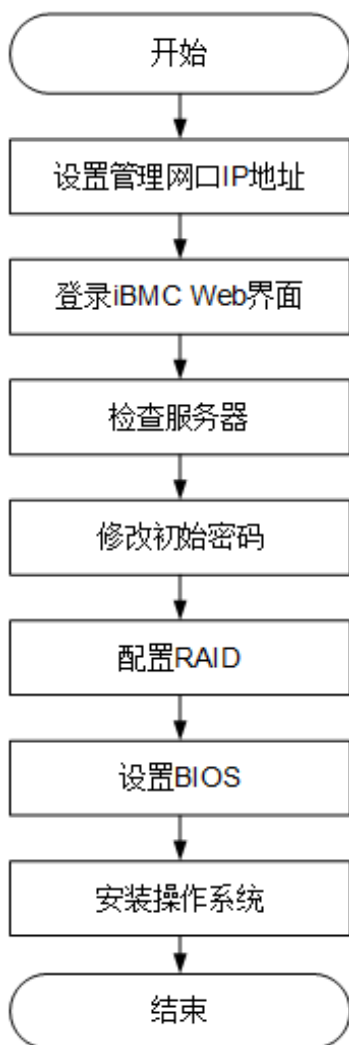 开始
设置管理网口IP地址
登录iBMC Web界面
检查服务器
修改初始密码
配置RAID
设置BIOS
安装操作系统
结束